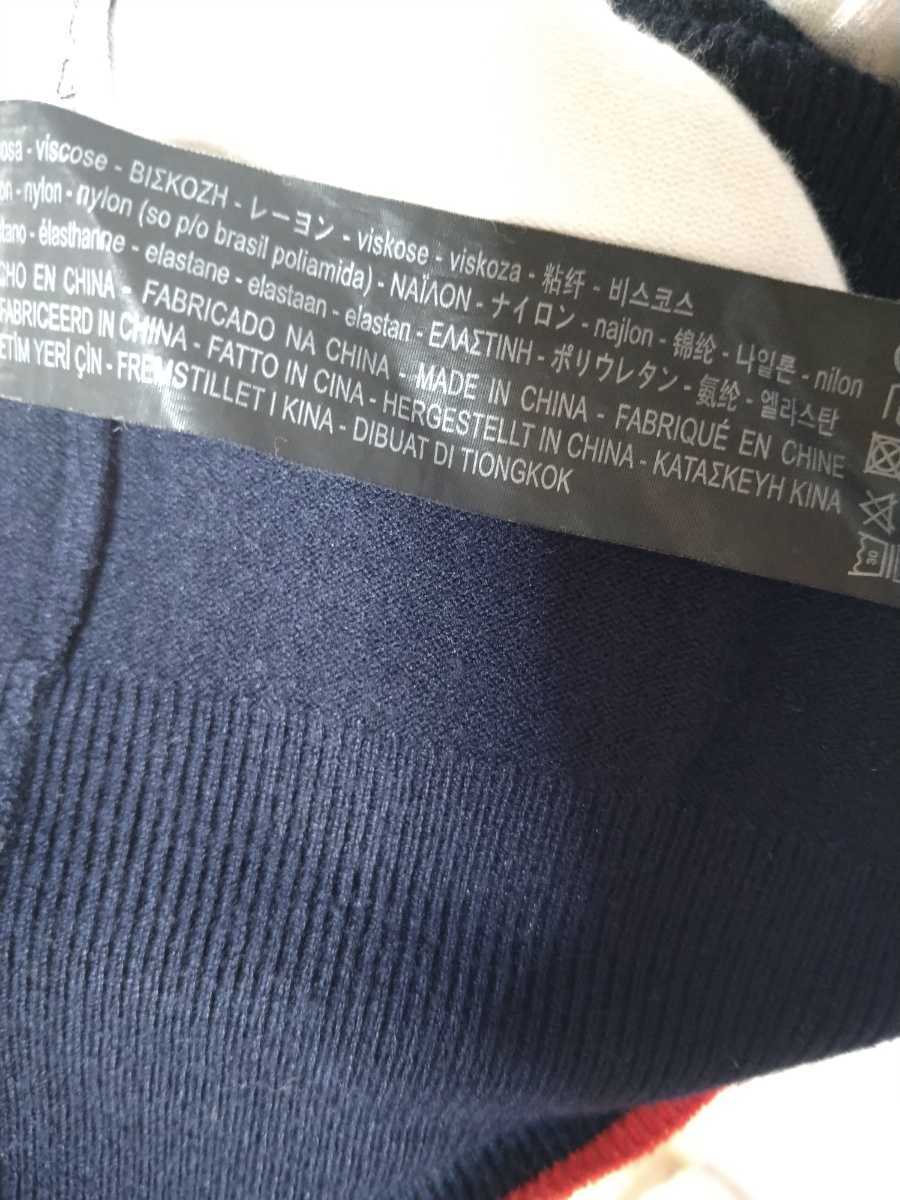 viscose - ΒΙΣΚΟΖΗ - レーヨン - viskose - viskoza - 粘纤 - 비스코스
nylon - nylon (so p/o brasil poliamida) - ΝΑΪΛΟΝ - ナイロン - najlon - 锦纶 - 나일론 - nilon
élasthanne - elastane - elastaan - elastan - ΕΛΑΣΤΙΝΗ - ポリウレタン - 氨纶 - 엘라스탄
EN CHINA - FABRICADO NA CHINA - MADE IN CHINA - FABRIQUÉ EN CHINE
IN CHINA - FATTO IN CINA - HERGESTELLT IN CHINA - ΚΑΤΑΣΚΕΥΗ ΚΙΝΑ
YERİ ÇİN - FREMSTILLET I KINA - DIBUAT DI TIONGKOK
30